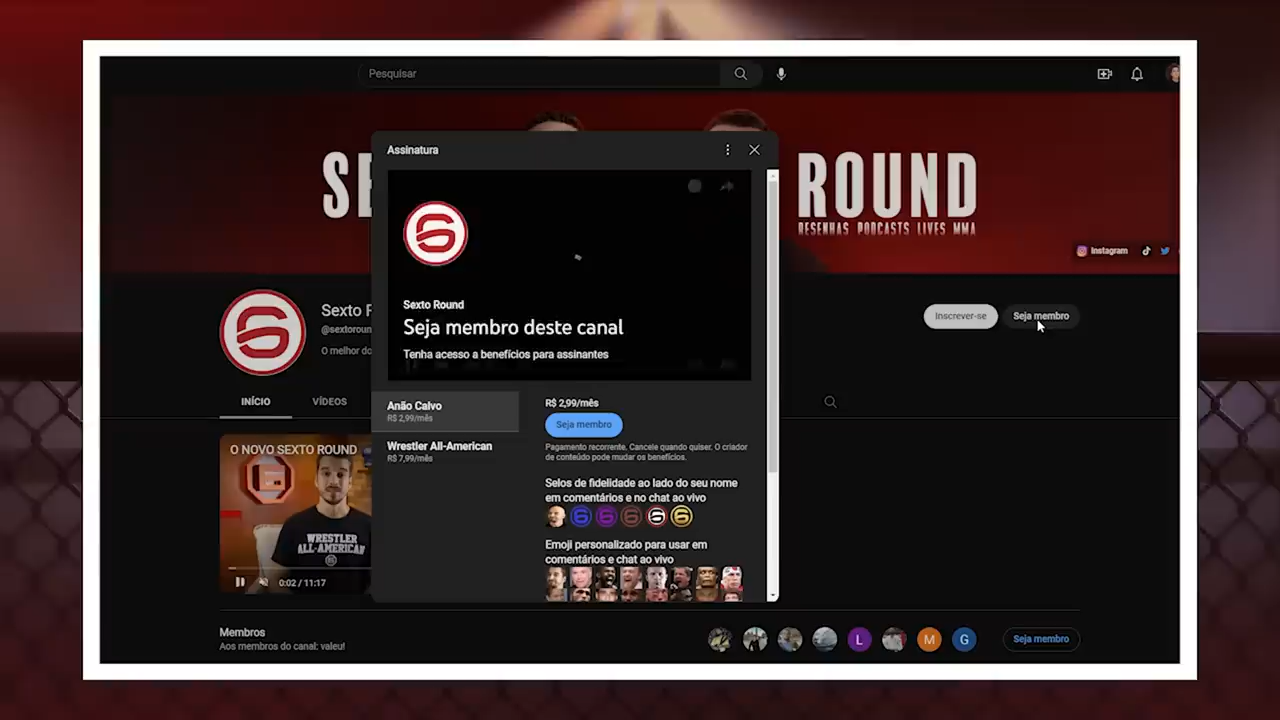 Pesquisar
SE
ROUND
RESENHAS PODCASTS LIVES MMA
Instagram
Assinatura
Sexto Round
Seja membro deste canal
Tenha acesso a benefícios para assinantes
Sexto R
@sextoroun
O melhor do
Inscrever-se
Seja membro
INÍCIO
VÍDEOS
Anão Calvo
R$ 2,99/mês
Wrestler All-American
R$ 7,99/mês
R$ 2,99/mês
Seja membro
Pagamento recorrente. Cancele quando quiser. O criador
de conteúdo pode mudar os benefícios.
Selos de fidelidade ao lado do seu nome
em comentários e no chat ao vivo
Emoji personalizado para usar em
comentários e chat ao vivo
O NOVO SEXTO ROUND
WRESTLER
ALL-AMERICAN
0:02 / 11:17
Membros
Aos membros do canal: valeu!
L
M
G
Seja membro